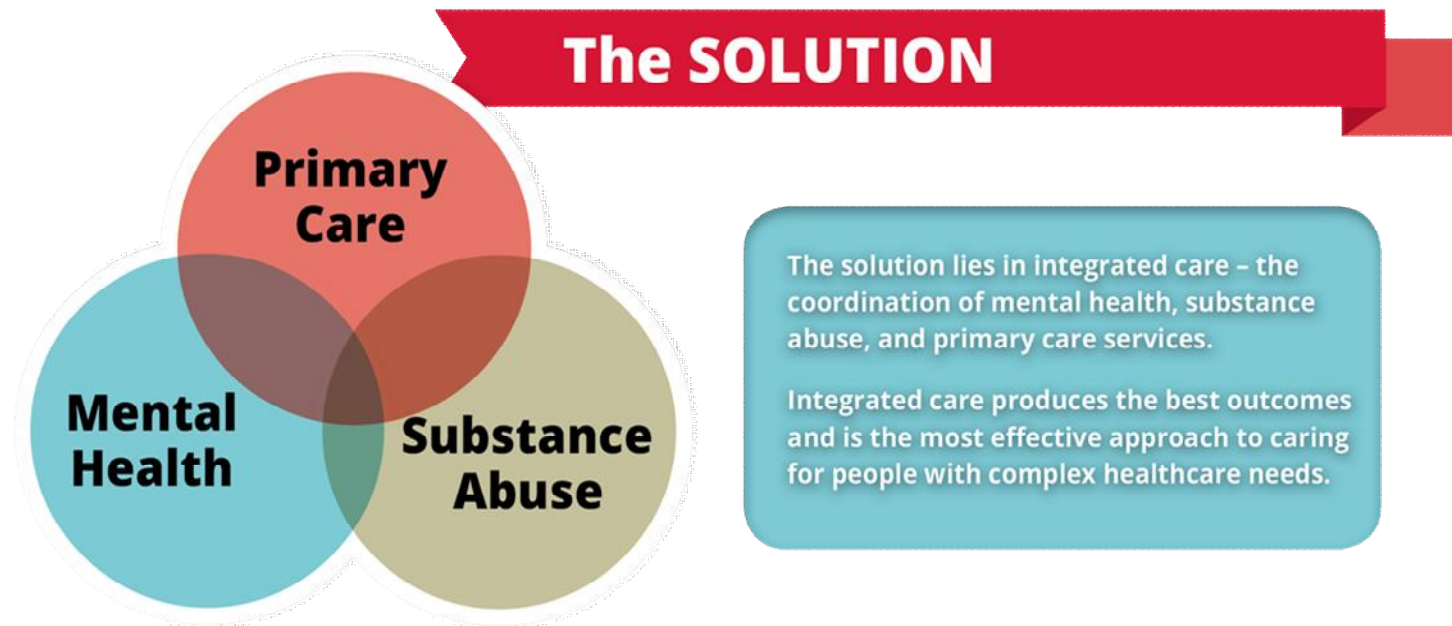 The SOLUTION
Primary
Care
Mental
Health
Substance
Abuse
The solution lies in integrated care – the
coordination of mental health, substance
abuse, and primary care services.
Integrated care produces the best outcomes
and is the most effective approach to caring
for people with complex healthcare needs.